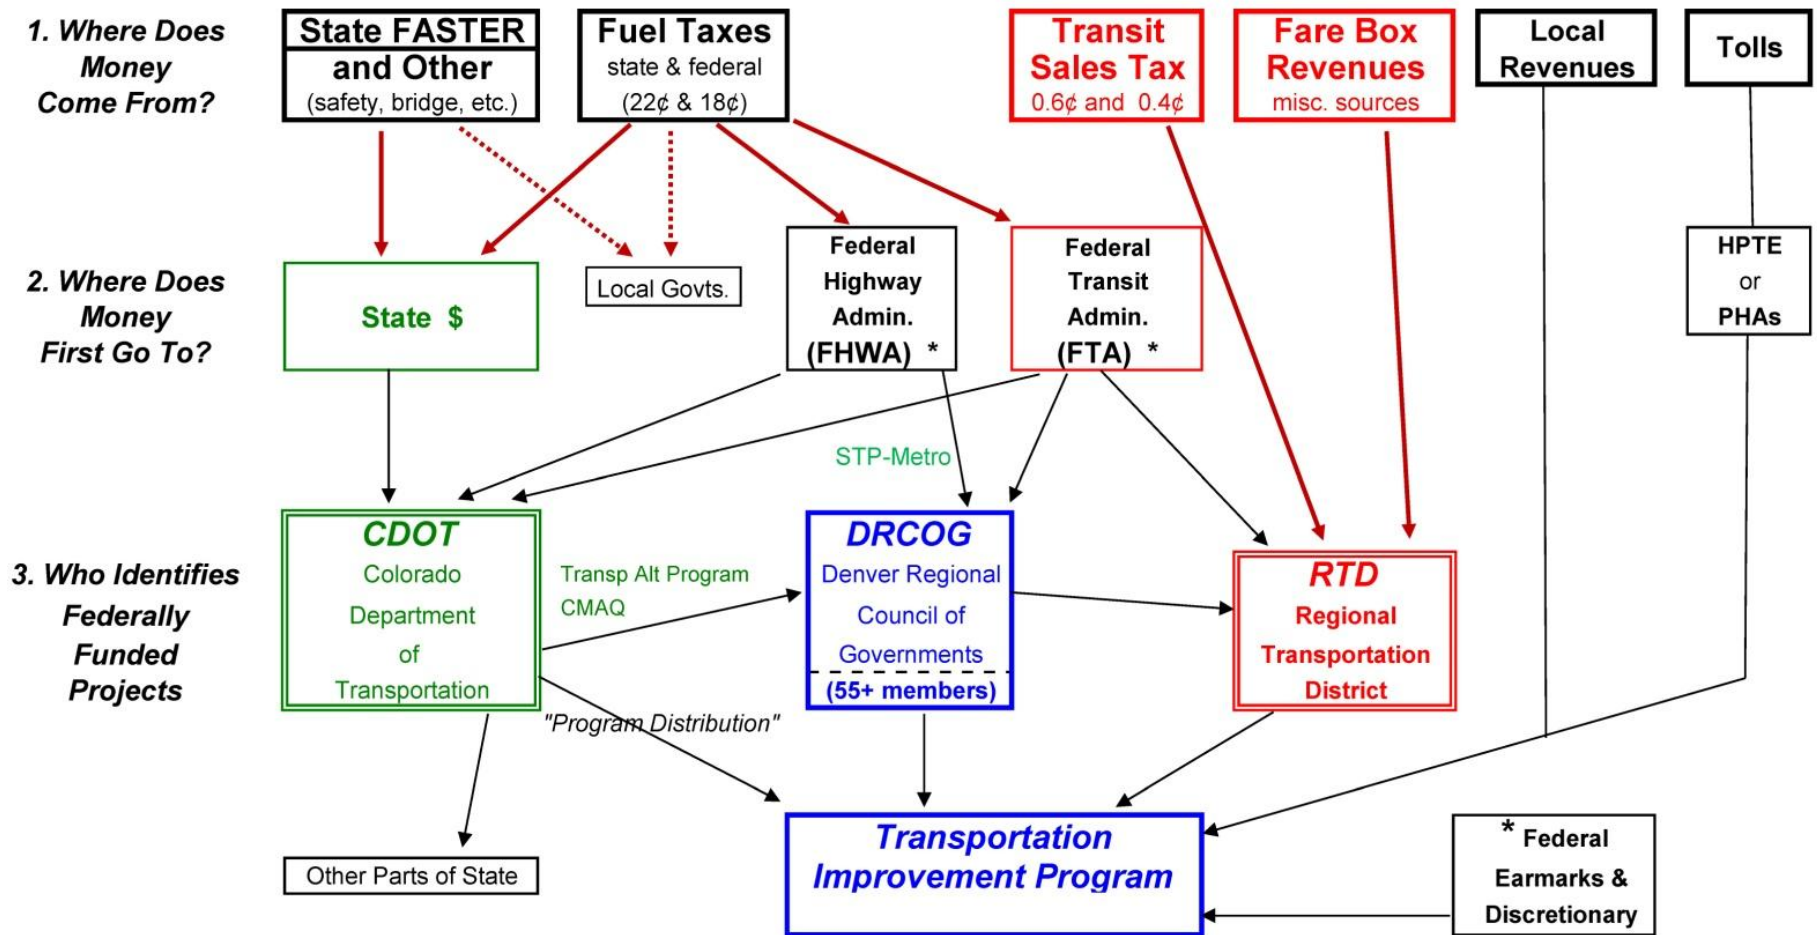 1. Where Does
Money
Come From?
State FASTER
and Other
(safety, bridge, etc.)
Fuel Taxes
state & federal
(22¢ & 18¢)
Transit
Sales Tax
0.6¢ and 0.4¢
Fare Box
Revenues
misc. sources
Local
Revenues
Tolls
2. Where Does
Money
First Go To?
State $
Local Govts.
Federal
Highway
Admin.
(FHWA) *
Federal
Transit
Admin.
(FTA) *
HPTE
or
PHAs
STP-Metro
3. Who Identifies
Federally
Funded
Projects
CDOT
Colorado
Department
of
Transportation
Transp Alt Program
CMAQ
DRCOG
Denver Regional
Council of
Governments
(55+ members)
RTD
Regional
Transportation
District
"Program Distribution"
Other Parts of State
Transportation
Improvement Program
* Federal
Earmarks &
Discretionary